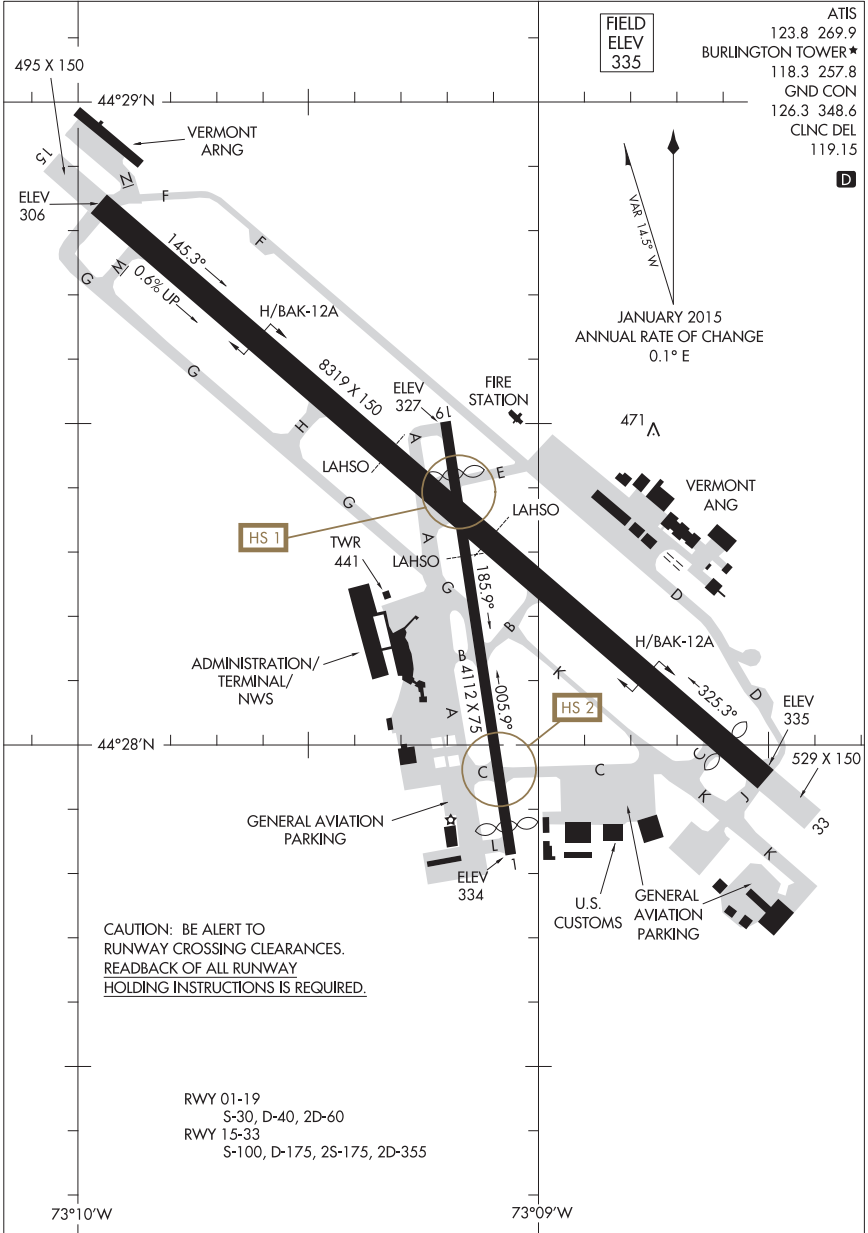 FIELD
ELEV
335
ATIS
123.8 269.9
BURLINGTON TOWER★
118.3 257.8
GND CON
126.3 348.6
CLNC DEL
119.15
D
495 X 150
44°29'N
VERMONT
ARNG
15
N
F
ELEV
306
F
VAR 14.5° W
145.3°
G
M
0.6% UP
H/BAK-12A
JANUARY 2015
ANNUAL RATE OF CHANGE
0.1° E
G
8319 X 150
ELEV
327
FIRE
STATION
19
471
H
A
LAHSO
E
VERMONT
ANG
G
LAHSO
HS 1
TWR
441
A
LAHSO
G
185.9°
D
B
H/BAK-12A
ADMINISTRATION/
TERMINAL/
NWS
B
K
4112 X 75
005.9°
325.3°
D
ELEV
335
A
HS 2
44°28'N
C
529 X 150
C
C
K
J
33
GENERAL AVIATION
PARKING
K
L
1
ELEV
334
U.S.
CUSTOMS
GENERAL
AVIATION
PARKING
CAUTION: BE ALERT TO
RUNWAY CROSSING CLEARANCES.
READBACK OF ALL RUNWAY
HOLDING INSTRUCTIONS IS REQUIRED.
RWY 01-19
S-30, D-40, 2D-60
RWY 15-33
S-100, D-175, 2S-175, 2D-355
73°10'W
73°09'W